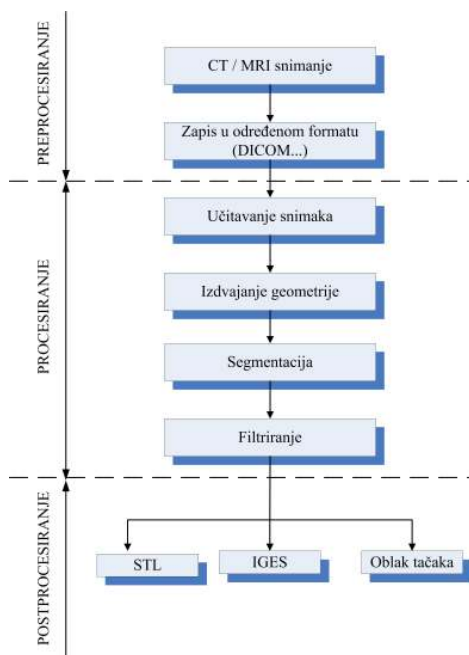 PREPROCESIRANJE
CT / MRI snimanje
Zapis u određenom formatu
(DICOM...)
PROCESIRANJE
Učitavanje snimaka
Izdvajanje geometrije
Segmentacija
Filtriranje
POSTPROCESIRANJE
STL
IGES
Oblak tačaka